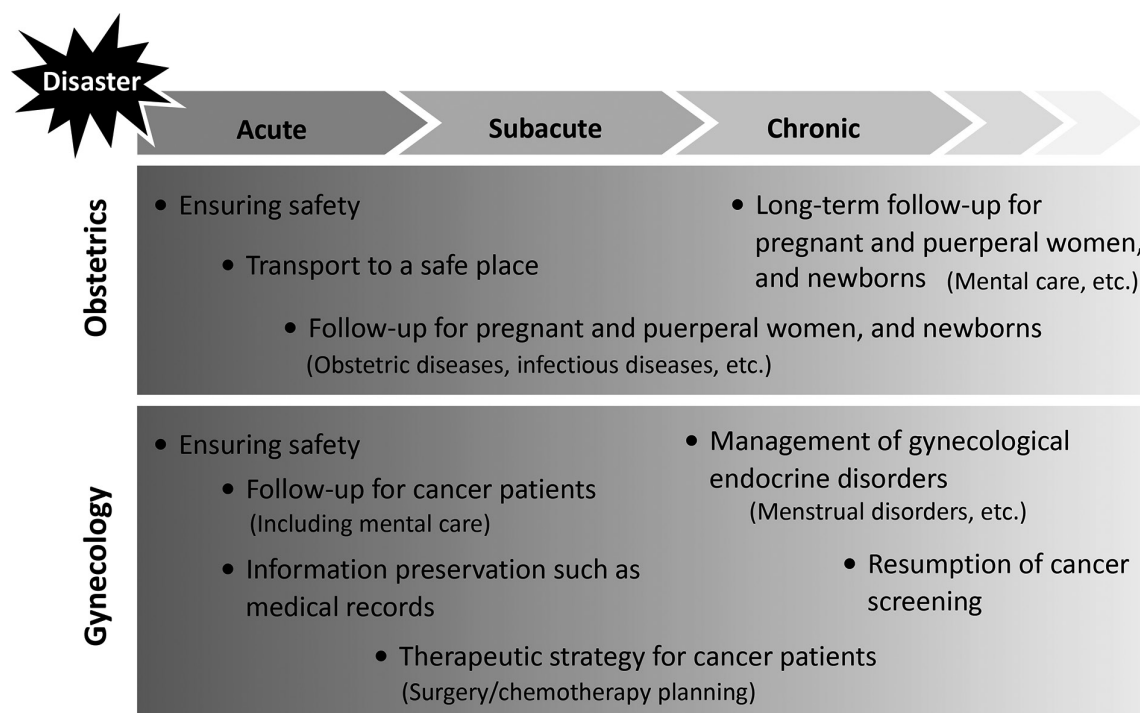 Disaster
Acute
Subacute
Chronic
Obstetrics
• Ensuring safety
• Transport to a safe place
• Follow-up for pregnant and puerperal women, and newborns
(Obstetric diseases, infectious diseases, etc.)
• Long-term follow-up for
pregnant and puerperal women,
and newborns (Mental care, etc.)
Gynecology
• Ensuring safety
• Follow-up for cancer patients
(Including mental care)
• Information preservation such as
medical records
• Therapeutic strategy for cancer patients
(Surgery/chemotherapy planning)
• Management of gynecological
endocrine disorders
(Menstrual disorders, etc.)
• Resumption of cancer
screening